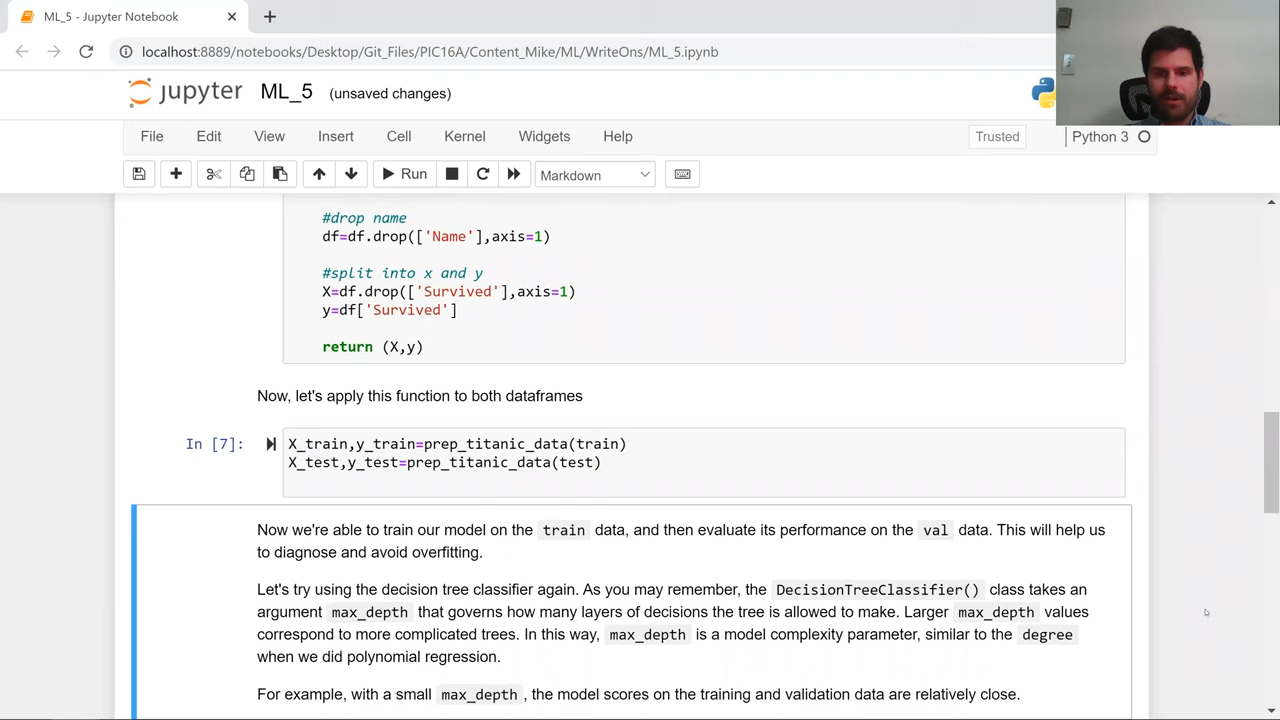 ML_5 - Jupyter Notebook
localhost:8889/notebooks/Desktop/Git_Files/PIC16A/Content_Mike/ML/WriteOns/ML_5.ipynb
jupyter ML_5 (unsaved changes)
File Edit View Insert Cell Kernel Widgets Help Trusted Python 3
Run Markdown
#drop name
df=df.drop(['Name'],axis=1)
#split into x and y
X=df.drop(['Survived'],axis=1)
y=df['Survived']
return (X,y)
Now, let's apply this function to both dataframes
In [7]: X_train,y_train=prep_titanic_data(train)
X_test,y_test=prep_titanic_data(test)
Now we're able to train our model on the train data, and then evaluate its performance on the val data. This will help us
to diagnose and avoid overfitting.
Let's try using the decision tree classifier again. As you may remember, the DecisionTreeClassifier() class takes an
argument max_depth that governs how many layers of decisions the tree is allowed to make. Larger max_depth values
correspond to more complicated trees. In this way, max_depth is a model complexity parameter, similar to the degree
when we did polynomial regression.
For example, with a small max_depth , the model scores on the training and validation data are relatively close.